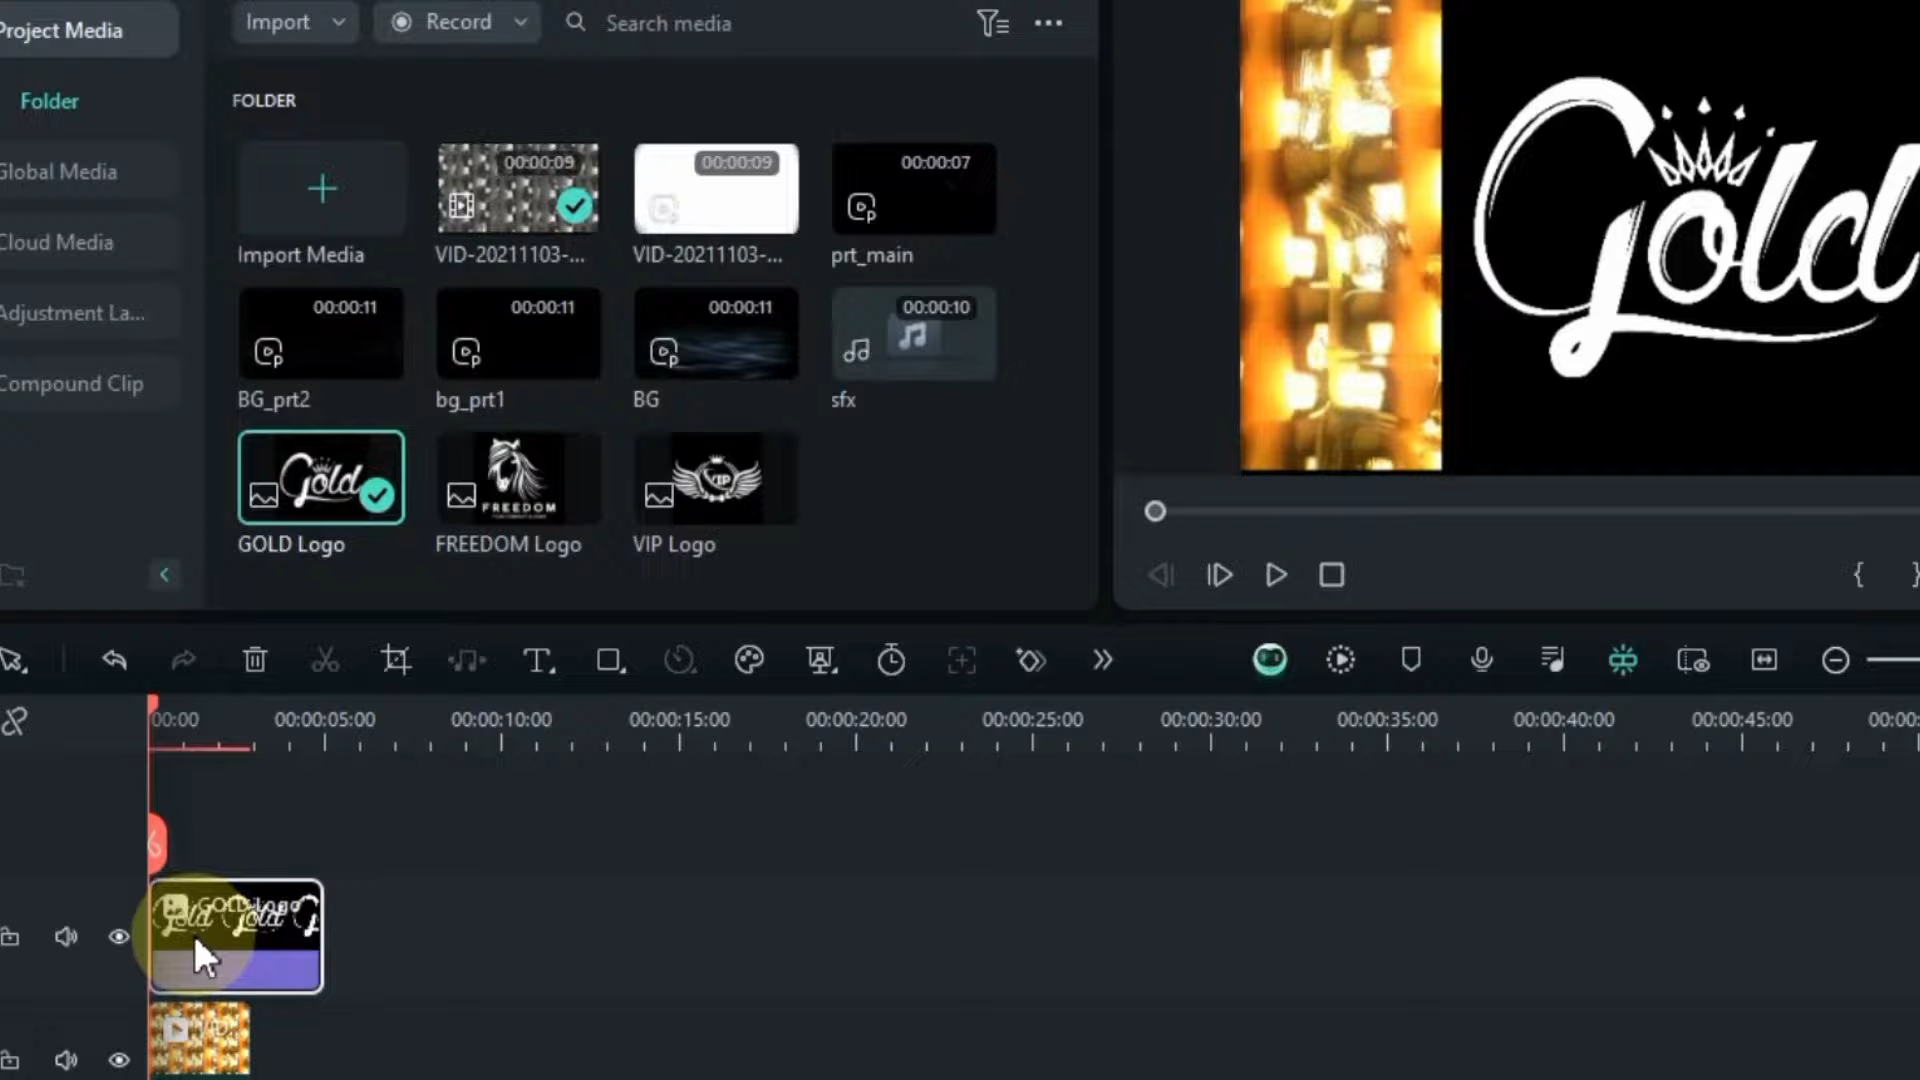 Project Media
Import
Record
Search media
Folder
FOLDER
Global Media
Cloud Media
Adjustment La...
Compound Clip
00:00:09
00:00:09
00:00:07
Import Media
VID-20211103-...
VID-20211103-...
prt_main
00:00:11
00:00:11
00:00:11
00:00:10
BG_prt2
bg_prt1
BG
sfx
Gold
FREEDOM
VIP
GOLD Logo
FREEDOM Logo
VIP Logo
Gold
00:00
00:00:05:00
00:00:10:00
00:00:15:00
00:00:20:00
00:00:25:00
00:00:30:00
00:00:35:00
00:00:40:00
00:00:45:00
00:00:
GOLD Logo
Gold Gold G